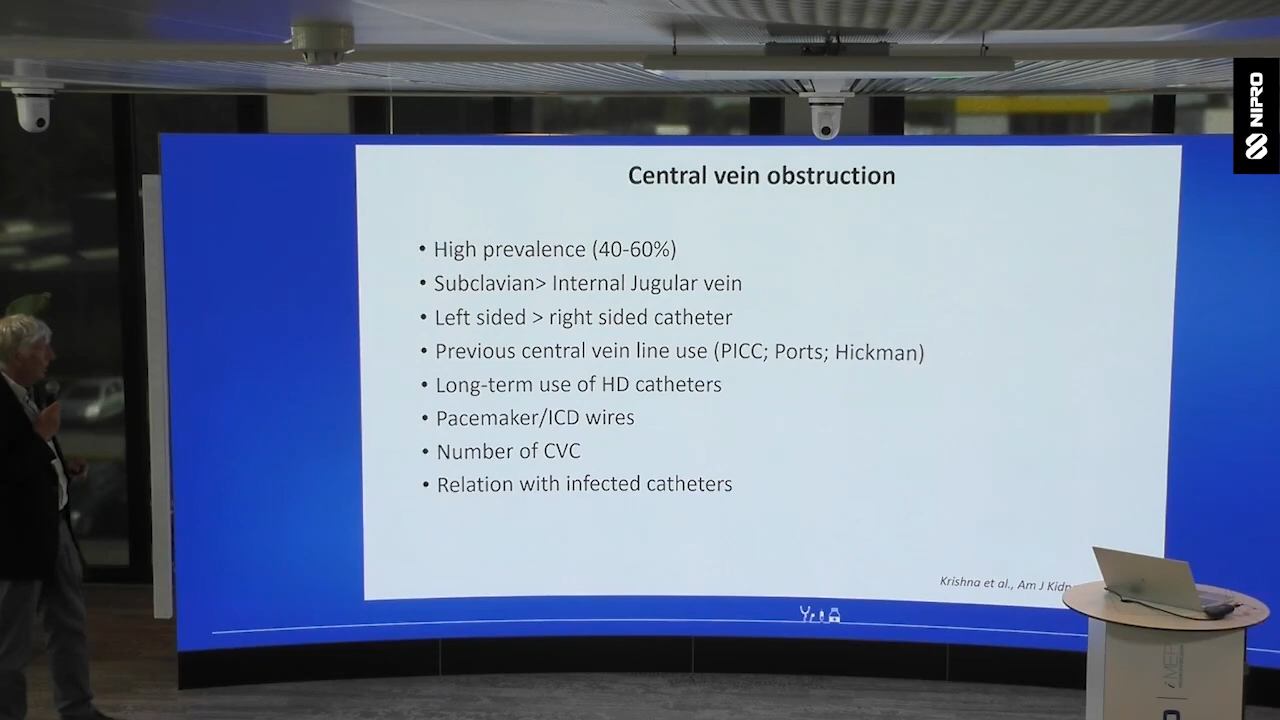 NIPRO
Central vein obstruction
• High prevalence (40-60%)
• Subclavian> Internal Jugular vein
• Left sided > right sided catheter
• Previous central vein line use (PICC; Ports; Hickman)
• Long-term use of HD catheters
• Pacemaker/ICD wires
• Number of CVC
• Relation with infected catheters
Krishna et al., Am J
iMEP